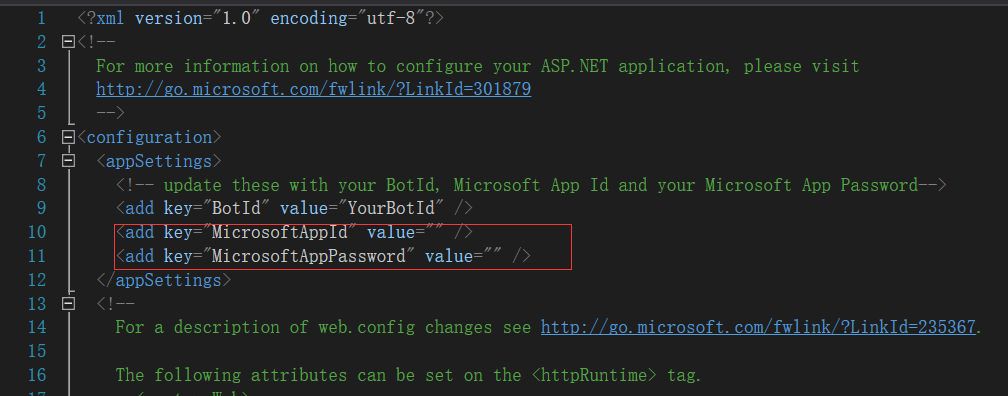 1 <?xml version="1.0" encoding="utf-8"?>
2 <!--
3 For more information on how to configure your ASP.NET application, please visit
4 http://go.microsoft.com/fwlink/?LinkId=301879
5 -->
6 <configuration>
7 <appSettings>
8 <!-- update these with your BotId, Microsoft App Id and your Microsoft App Password-->
9 <add key="BotId" value="YourBotId" />
10 <add key="MicrosoftAppId" value="" />
11 <add key="MicrosoftAppPassword" value="" />
12 </appSettings>
13 <!--
14 For a description of web.config changes see http://go.microsoft.com/fwlink/?LinkId=235367.
15
16 The following attributes can be set on the <httpRuntime> tag.